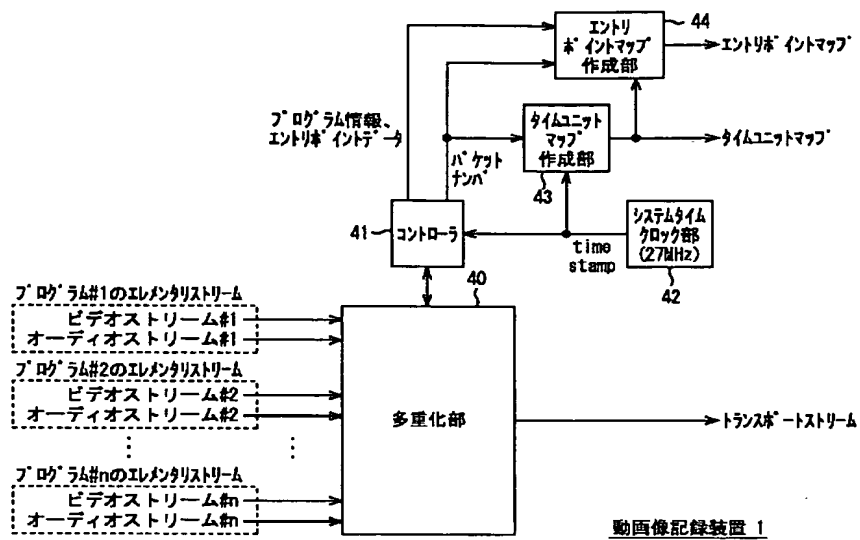 44
エントリ
ポイントマップ
作成部
エントリポイントマップ
プログラム情報、
エントリポイントデータ
タイムユニット
マップ
作成部
タイムユニットマップ
パケット
ナンバ
43
41
コントローラ
time
stamp
システムタイム
クロック部
(27MHz)
42
40
プログラム#1のエレメンタリストリーム
ビデオストリーム#1
オーディオストリーム#1
プログラム#2のエレメンタリストリーム
ビデオストリーム#2
オーディオストリーム#2
多重化部
トランスポートストリーム
プログラム#nのエレメンタリストリーム
ビデオストリーム#n
オーディオストリーム#n
動画像記録装置 1